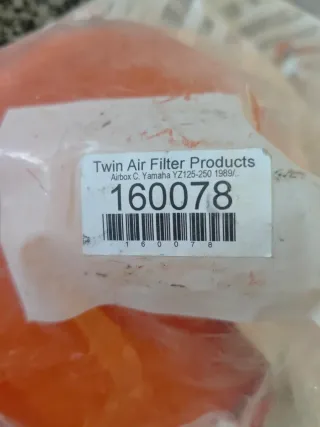 Twin Air Filter Products
Airbox C. Yamaha YZ125-250 1989/..
160078
160078